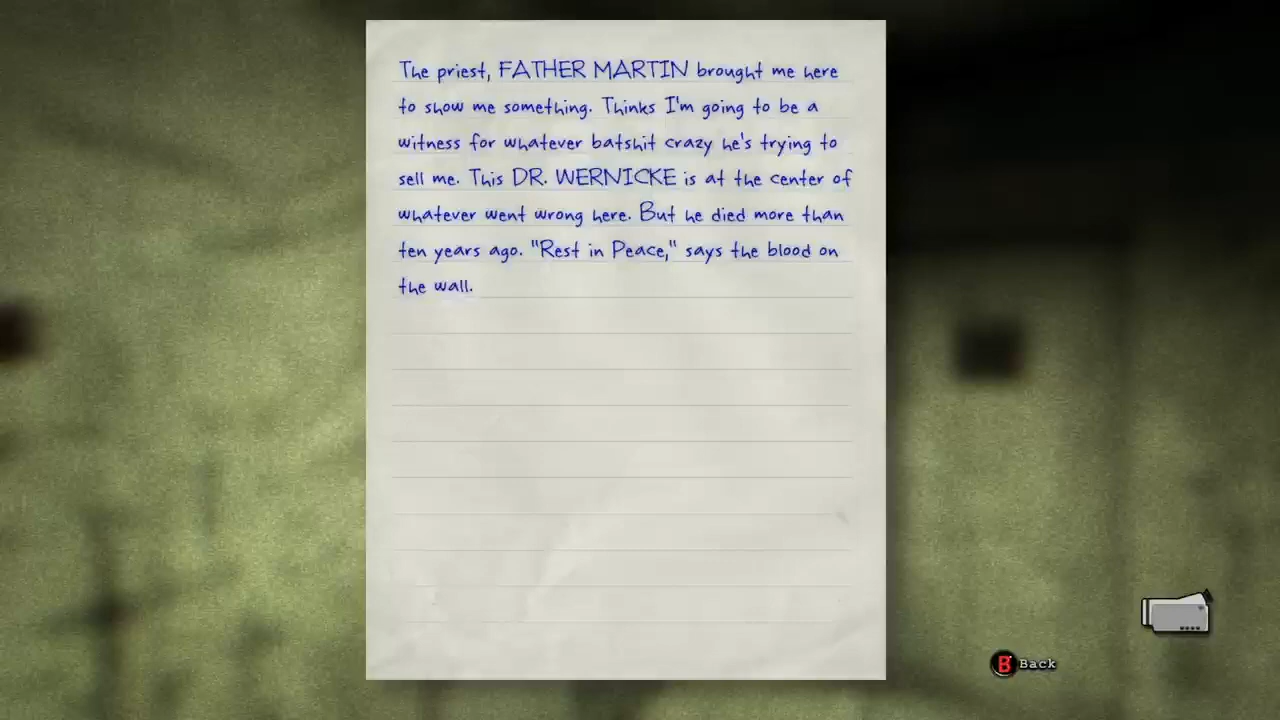 The priest, FATHER MARTIN brought me here
to show me something. Thinks I'm going to be a
witness for whatever batshit crazy he's trying to
sell me. This DR. WERNICKE is at the center of
whatever went wrong here. But he died more than
ten years ago. "Rest in Peace," says the blood on
the wall.
B Back